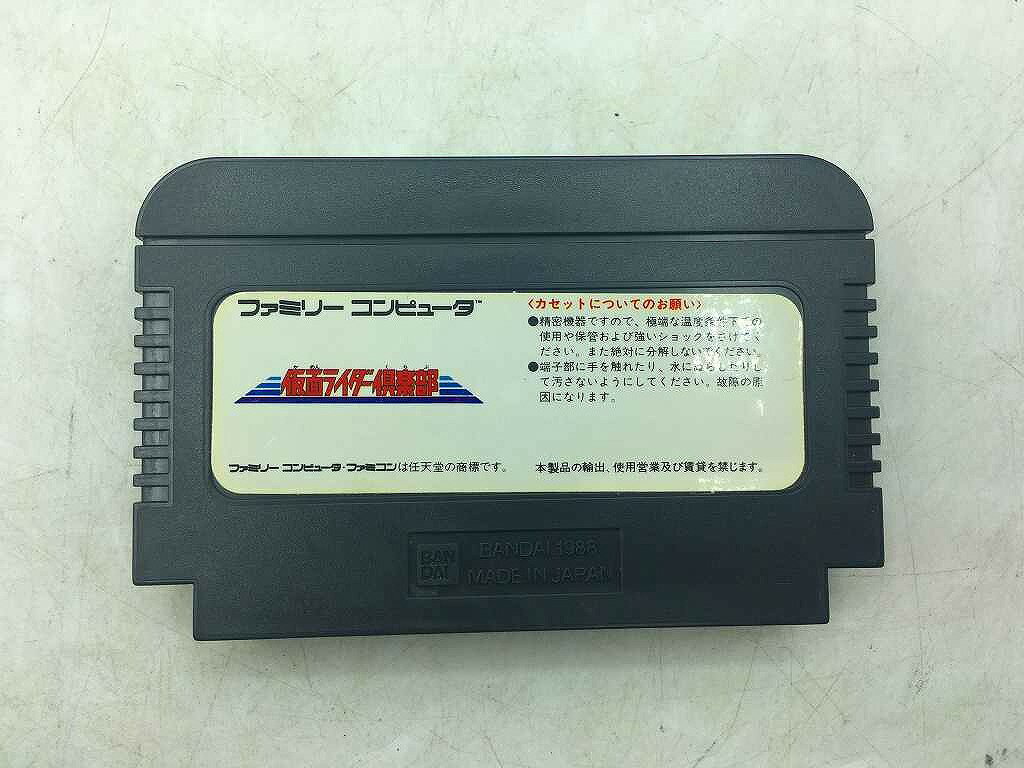 ファミリー コンピュータ™
仮面ライダー倶楽部
ファミリー コンピュータ・ファミコンは任天堂の商標です。
〈カセットについてのお願い〉
●精密機器ですので、極端な温度条件下での
使用や保管および強いショックをさけてく
ださい。また絶対に分解しないでください。
●端子部に手を触れたり、水にぬらしたりし
て汚さないようにしてください。故障の原
因になります。
本製品の輸出、使用営業及び賃貸を禁じます。
BAN
DAI
BANDAI 1986
MADE IN JAPAN